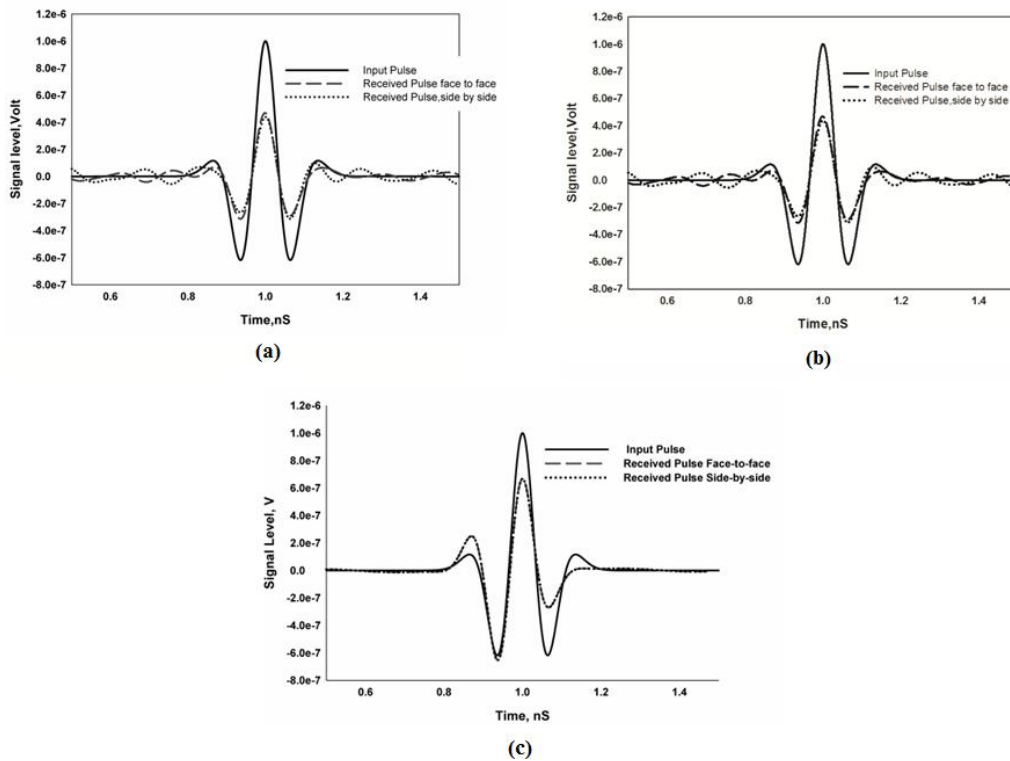 1.2e-6
1.0e-6
8.0e-7
6.0e-7
4.0e-7
2.0e-7
0.0
-2.0e-7
-4.0e-7
-6.0e-7
-8.0e-7
Signal level,Volt
Input Pulse
Received Pulse face to face
Received Pulse,side by side
0.6 0.8 1.0 1.2 1.4
Time,nS
(a)
1.2e-6
1.0e-6
8.0e-7
6.0e-7
4.0e-7
2.0e-7
0.0
-2.0e-7
-4.0e-7
-6.0e-7
-8.0e-7
Signal level,Volt
Input Pulse
Received Pulse face to face
Received Pulse,side by side
0.6 0.8 1.0 1.2 1.4
Time,nS
(b)
1.2e-6
1.0e-6
8.0e-7
6.0e-7
4.0e-7
2.0e-7
0.0
-2.0e-7
-4.0e-7
-6.0e-7
-8.0e-7
Signal Level, V
Input Pulse
Received Pulse Face-to-face
Received Pulse Side-by-side
0.6 0.8 1.0 1.2 1.4
Time, nS
(c)